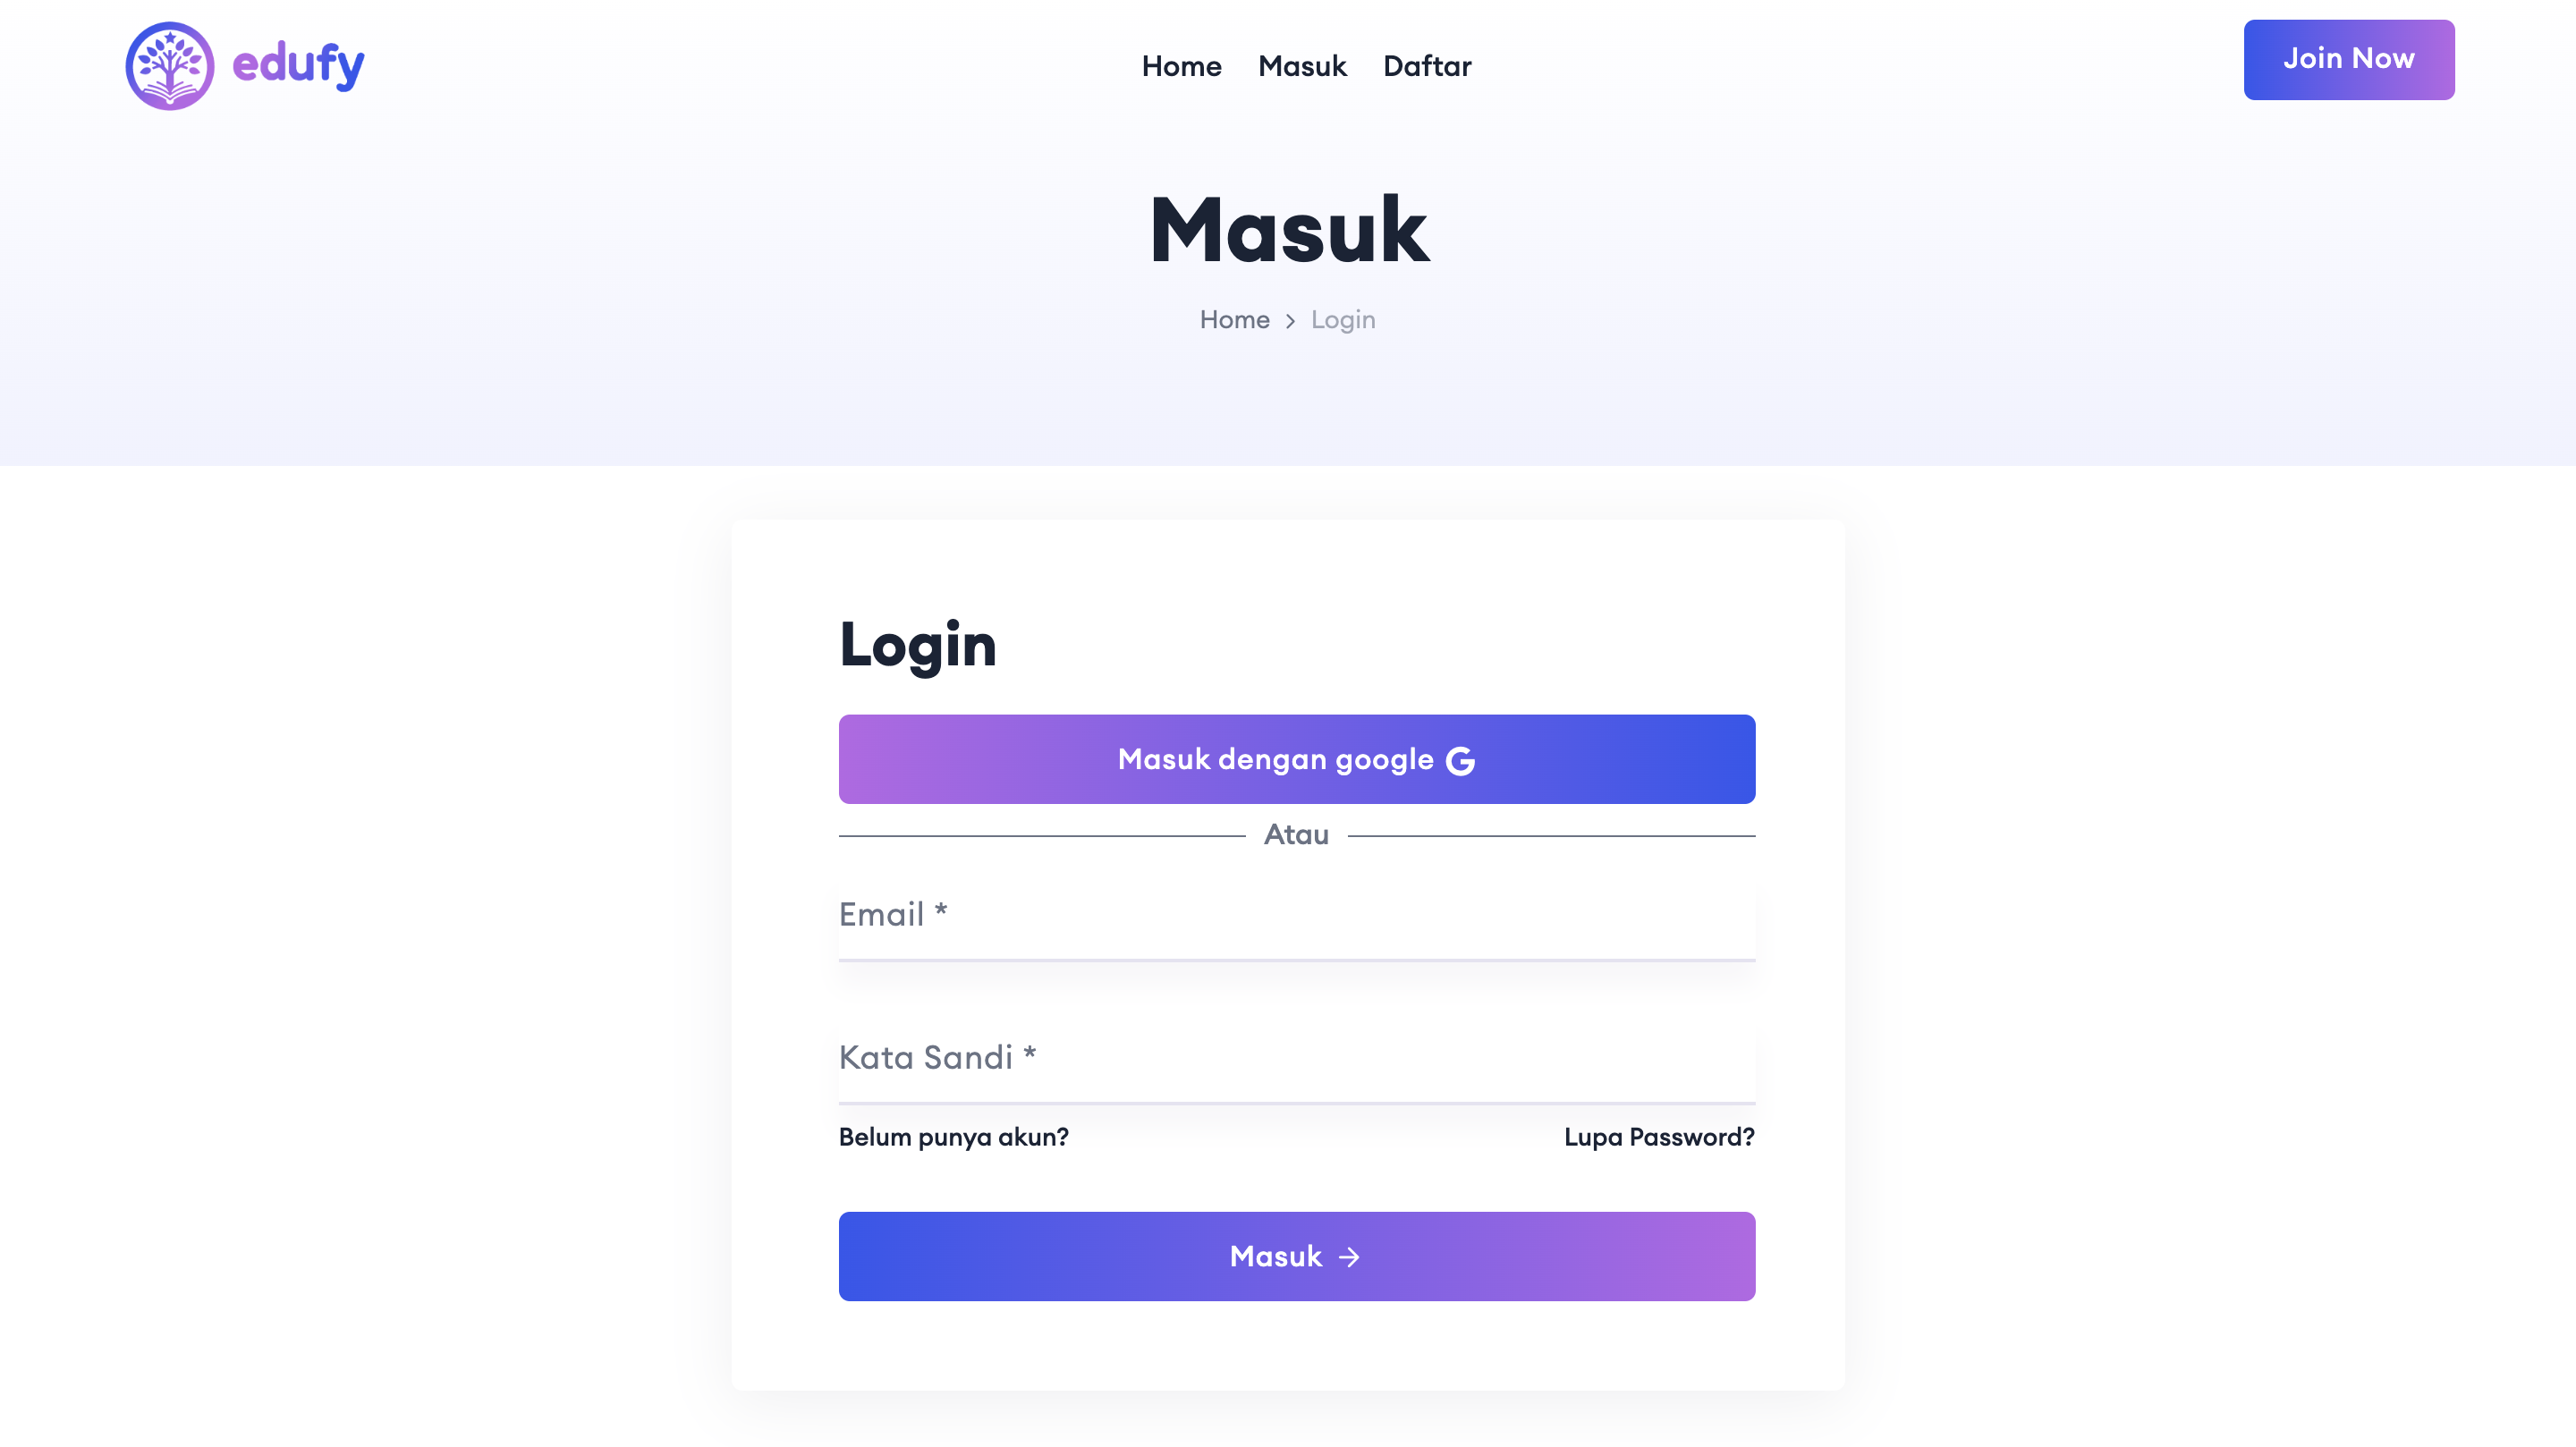 edufy
Home Masuk Daftar
Join Now
Masuk
Home > Login
Login
Masuk dengan google G
Atau
Email *
Kata Sandi *
Belum punya akun? Lupa Password?
Masuk →